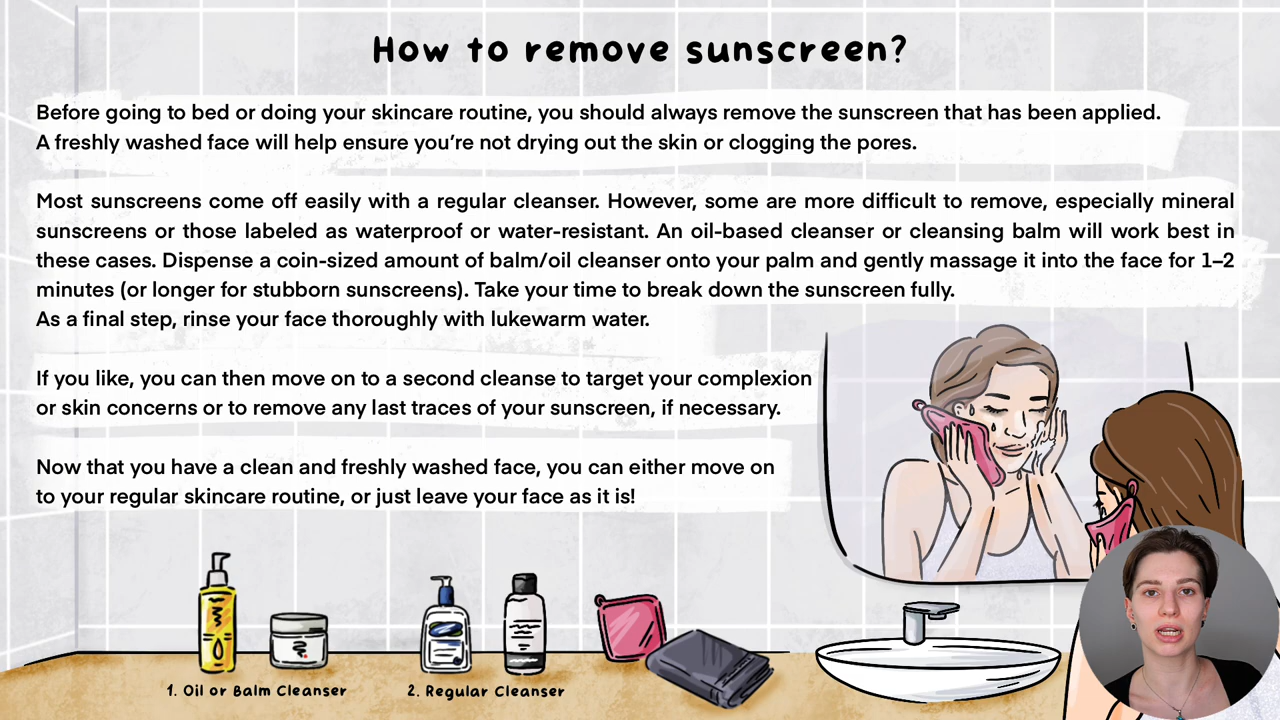 How to remove sunscreen?
Before going to bed or doing your skincare routine, you should always remove the sunscreen that has been applied.
A freshly washed face will help ensure you’re not drying out the skin or clogging the pores.
Most sunscreens come off easily with a regular cleanser. However, some are more difficult to remove, especially mineral
sunscreens or those labeled as waterproof or water-resistant. An oil-based cleanser or cleansing balm will work best in
these cases. Dispense a coin-sized amount of balm/oil cleanser onto your palm and gently massage it into the face for 1–2
minutes (or longer for stubborn sunscreens). Take your time to break down the sunscreen fully.
As a final step, rinse your face thoroughly with lukewarm water.
If you like, you can then move on to a second cleanse to target your complexion
or skin concerns or to remove any last traces of your sunscreen, if necessary.
Now that you have a clean and freshly washed face, you can either move on
to your regular skincare routine, or just leave your face as it is!
1. Oil or Balm Cleanser
2. Regular Cleanser